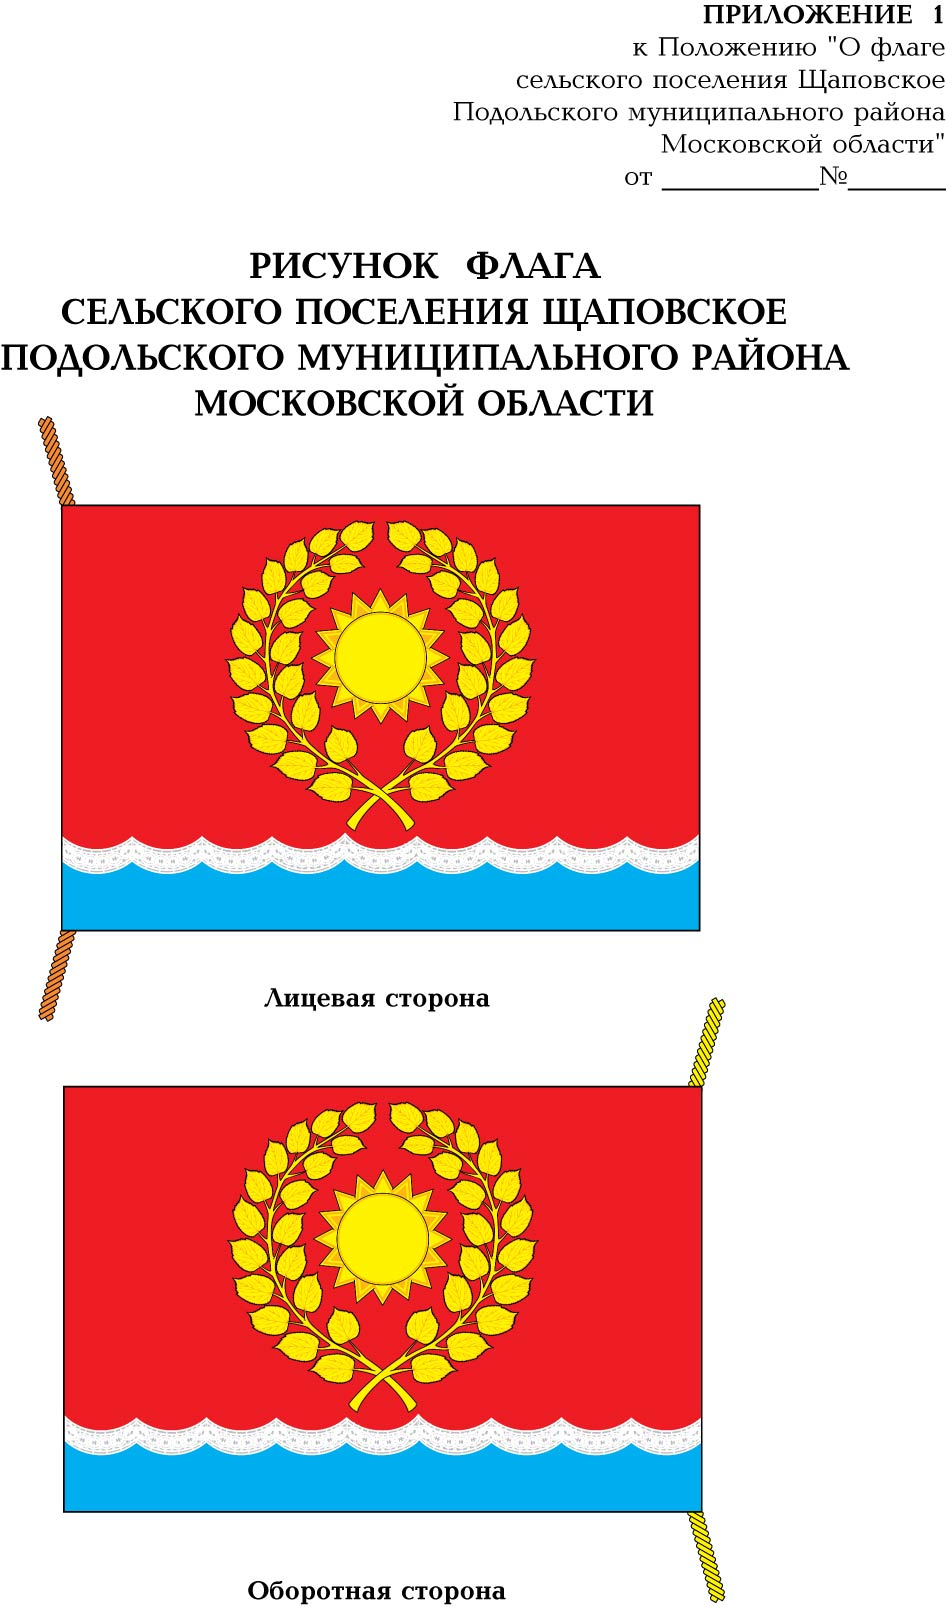 ПРИЛОЖЕНИЕ 1
к Положению "О флаге
сельского поселения Щаповское
Подольского муниципального района
Московской области"
от ___________№_______
РИСУНОК ФЛАГА
СЕЛЬСКОГО ПОСЕЛЕНИЯ ЩАПОВСКОЕ
ПОДОЛЬСКОГО МУНИЦИПАЛЬНОГО РАЙОНА
МОСКОВСКОЙ ОБЛАСТИ
Лицевая сторона
Оборотная сторона